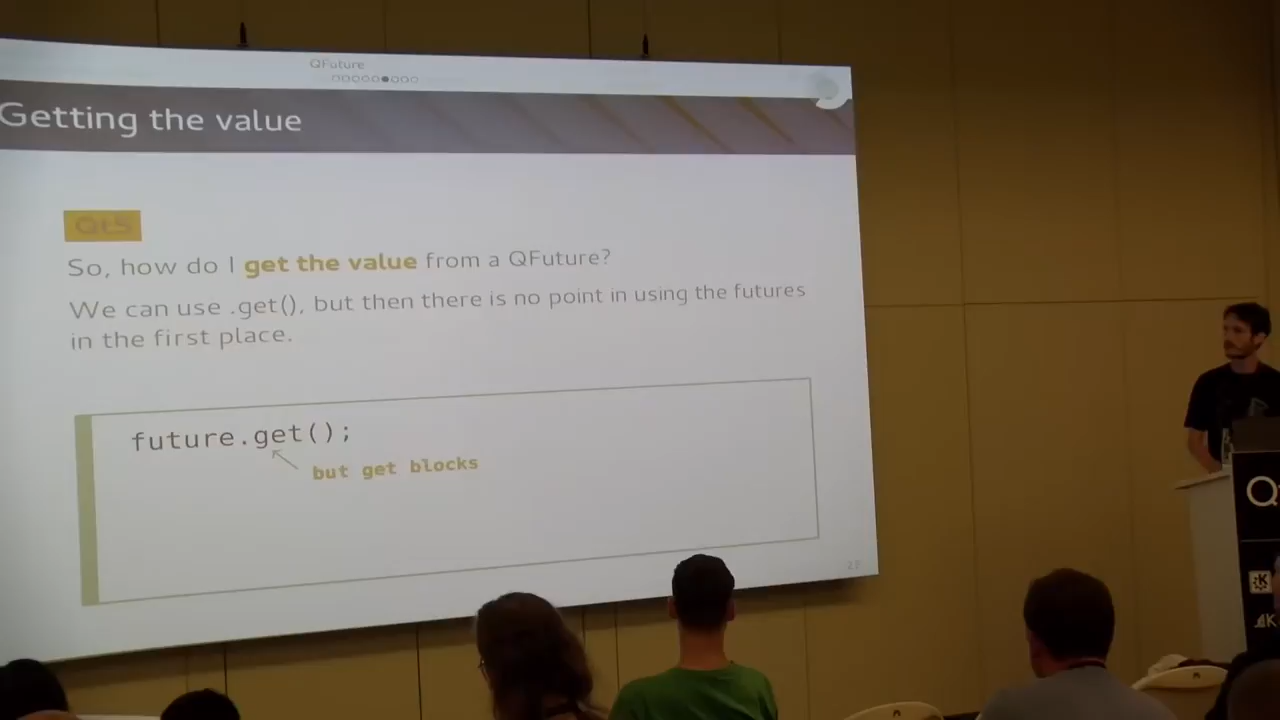 QFuture
Getting the value
Qt5
So, how do I get the value from a QFuture?
We can use .get(), but then there is no point in using the futures
in the first place.
future.get();
but get blocks
27